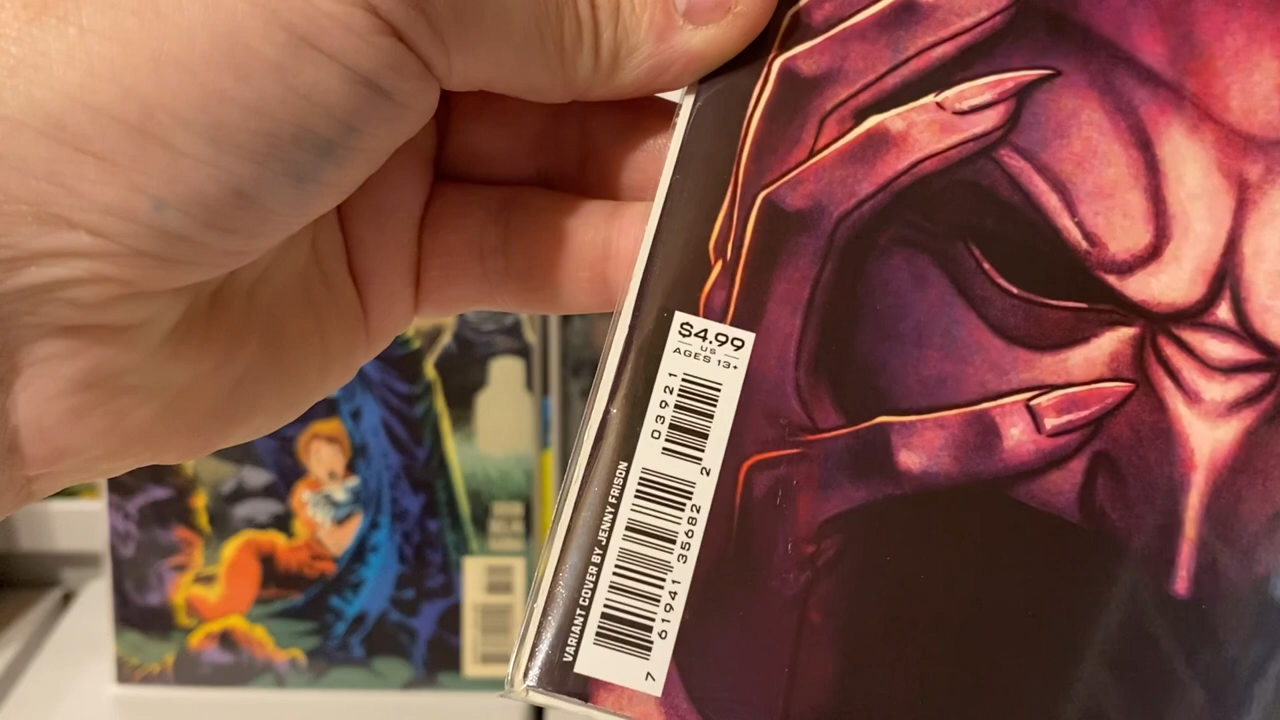 $4.99
US
AGES 13+
03921
7 61941 35682 2
VARIANT COVER BY JENNY FRISON